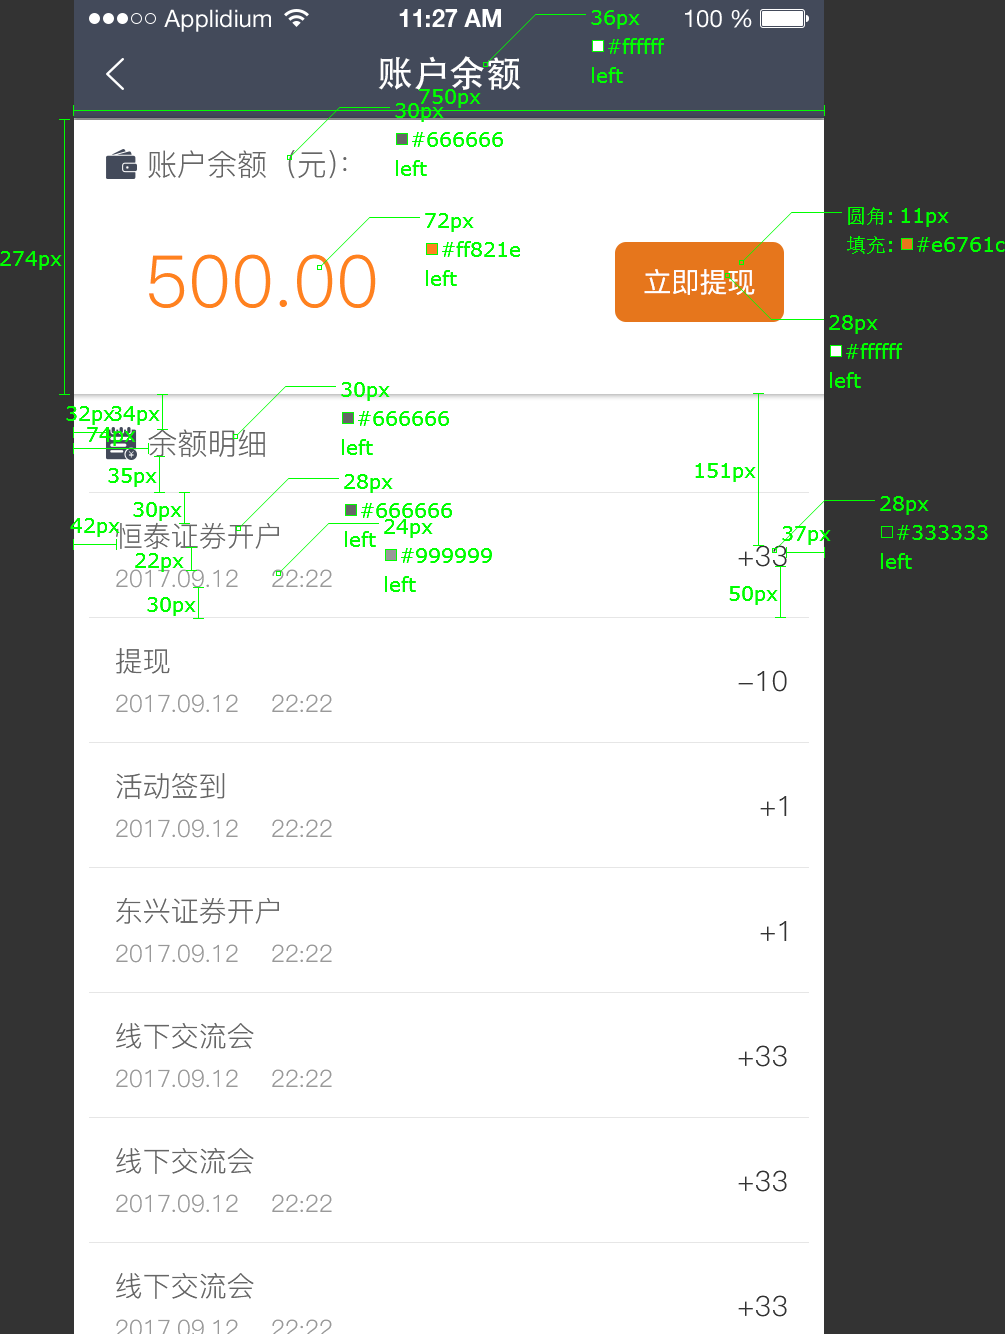 Applidium 11:27 AM 100 %
36px
#ffffff
left
账户余额
750px
30px
#666666
left
账户余额（元）：
274px
72px
#ff821e
left
500.00
圆角: 11px
填充: #e6761c
立即提现
28px
#ffffff
left
32px
34px
74px
30px
#666666
left
余额明细
35px
151px
30px
28px
#666666
left
42px
恒泰证券开户
24px
#999999
left
22px
2017.09.12 22:22
30px
+33
37px
28px
#333333
left
50px
提现
2017.09.12 22:22
–10
活动签到
2017.09.12 22:22
+1
东兴证券开户
2017.09.12 22:22
+1
线下交流会
2017.09.12 22:22
+33
线下交流会
2017.09.12 22:22
+33
线下交流会
2017.09.12 22:22
+33